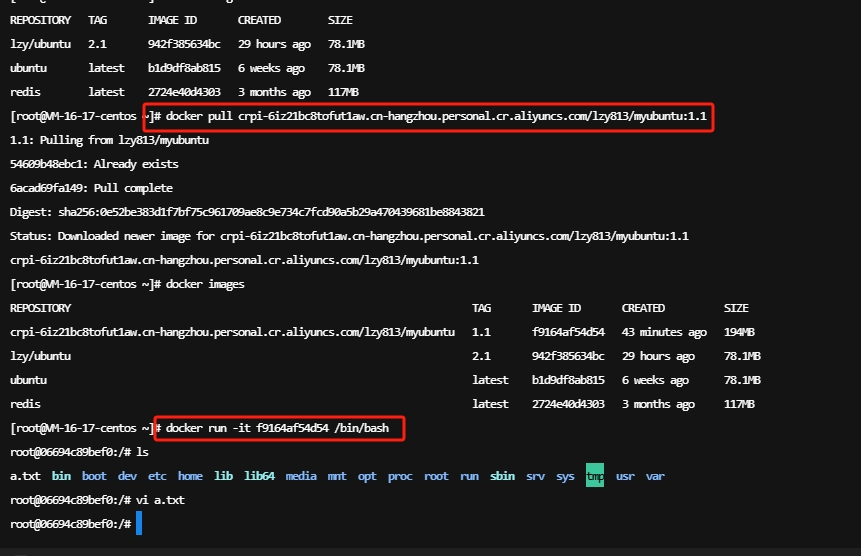 REPOSITORY TAG IMAGE ID CREATED SIZE
lzy/ubuntu 2.1 942f385634bc 29 hours ago 78.1MB
ubuntu latest b1d9df8ab815 6 weeks ago 78.1MB
redis latest 2724e40d4303 3 months ago 117MB
[root@VM-16-17-centos ~]# docker pull crpi-6iz21bc8tofut1aw.cn-hangzhou.personal.cr.aliyuncs.com/lzy813/myubuntu:1.1
1.1: Pulling from lzy813/myubuntu
54609b48ebc1: Already exists
6acad69fa149: Pull complete
Digest: sha256:0e52be383d1f7bf75c961709ae8c9e734c7fcd90a5b29a470439681be8843821
Status: Downloaded newer image for crpi-6iz21bc8tofut1aw.cn-hangzhou.personal.cr.aliyuncs.com/lzy813/myubuntu:1.1
crpi-6iz21bc8tofut1aw.cn-hangzhou.personal.cr.aliyuncs.com/lzy813/myubuntu:1.1
[root@VM-16-17-centos ~]# docker images
REPOSITORY TAG IMAGE ID CREATED SIZE
crpi-6iz21bc8tofut1aw.cn-hangzhou.personal.cr.aliyuncs.com/lzy813/myubuntu 1.1 f9164af54d54 43 minutes ago 194MB
lzy/ubuntu 2.1 942f385634bc 29 hours ago 78.1MB
ubuntu latest b1d9df8ab815 6 weeks ago 78.1MB
redis latest 2724e40d4303 3 months ago 117MB
[root@VM-16-17-centos ~]# docker run -it f9164af54d54 /bin/bash
root@06694c89bef0:/# ls
a.txt bin boot dev etc home lib lib64 media mnt opt proc root run sbin srv sys tmp usr var
root@06694c89bef0:/# vi a.txt
root@06694c89bef0:/#